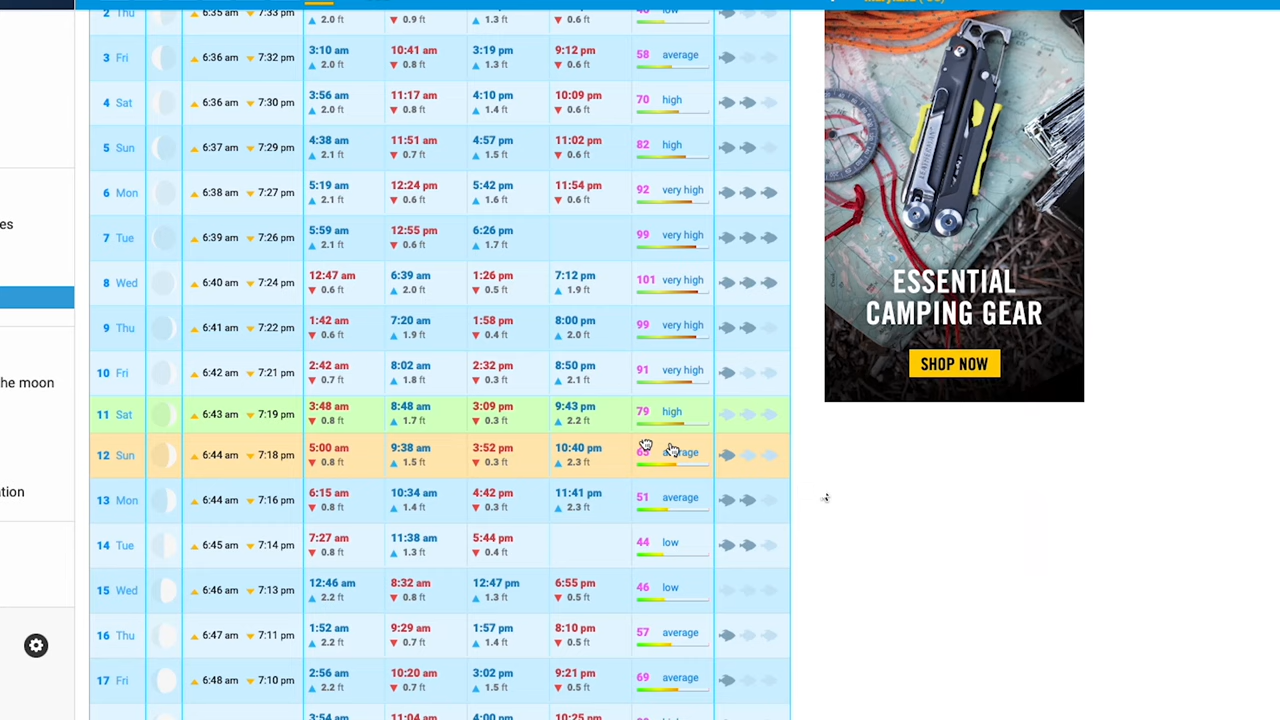 2 Thu 6:35 am 7:33 pm 2.0 ft 0.9 ft 1.3 ft 0.6 ft low
3 Fri 6:36 am 7:32 pm 3:10 am 10:41 am 3:19 pm 9:12 pm 58 average
2.0 ft 0.8 ft 1.3 ft 0.6 ft
4 Sat 6:36 am 7:30 pm 3:56 am 11:17 am 4:10 pm 10:09 pm 70 high
2.0 ft 0.8 ft 1.4 ft 0.6 ft
5 Sun 6:37 am 7:29 pm 4:38 am 11:51 am 4:57 pm 11:02 pm 82 high
2.1 ft 0.7 ft 1.5 ft 0.6 ft
6 Mon 6:38 am 7:27 pm 5:19 am 12:24 pm 5:42 pm 11:54 pm 92 very high
2.1 ft 0.6 ft 1.6 ft 0.6 ft
es
7 Tue 6:39 am 7:26 pm 5:59 am 12:55 pm 6:26 pm 99 very high
2.1 ft 0.6 ft 1.7 ft
8 Wed 6:40 am 7:24 pm 12:47 am 6:39 am 1:26 pm 7:12 pm 101 very high
0.6 ft 2.0 ft 0.5 ft 1.9 ft
9 Thu 6:41 am 7:22 pm 1:42 am 7:20 am 1:58 pm 8:00 pm 99 very high
0.6 ft 1.9 ft 0.4 ft 2.0 ft
10 Fri 6:42 am 7:21 pm 2:42 am 8:02 am 2:32 pm 8:50 pm 91 very high
0.7 ft 1.8 ft 0.3 ft 2.1 ft
he moon
11 Sat 6:43 am 7:19 pm 3:48 am 8:48 am 3:09 pm 9:43 pm 79 high
0.8 ft 1.7 ft 0.3 ft 2.2 ft
12 Sun 6:44 am 7:18 pm 5:00 am 9:38 am 3:52 pm 10:40 pm
0.8 ft 1.5 ft 0.3 ft 2.3 ft
13 Mon 6:44 am 7:16 pm 6:15 am 10:34 am 4:42 pm 11:41 pm 51 average
0.8 ft 1.4 ft 0.3 ft 2.3 ft
tion
14 Tue 6:45 am 7:14 pm 7:27 am 11:38 am 5:44 pm 44 low
0.8 ft 1.3 ft 0.4 ft
15 Wed 6:46 am 7:13 pm 12:46 am 8:32 am 12:47 pm 6:55 pm 46 low
2.2 ft 0.8 ft 1.3 ft 0.5 ft
16 Thu 6:47 am 7:11 pm 1:52 am 9:29 am 1:57 pm 8:10 pm 57 average
2.2 ft 0.7 ft 1.4 ft 0.5 ft
17 Fri 6:48 am 7:10 pm 2:56 am 10:20 am 3:02 pm 9:21 pm 69 average
2.2 ft 0.7 ft 1.5 ft 0.5 ft
3:54 am 11:04 am 4:00 pm 10:25 pm
LEATHERMAN
ESSENTIAL
CAMPING GEAR
SHOP NOW